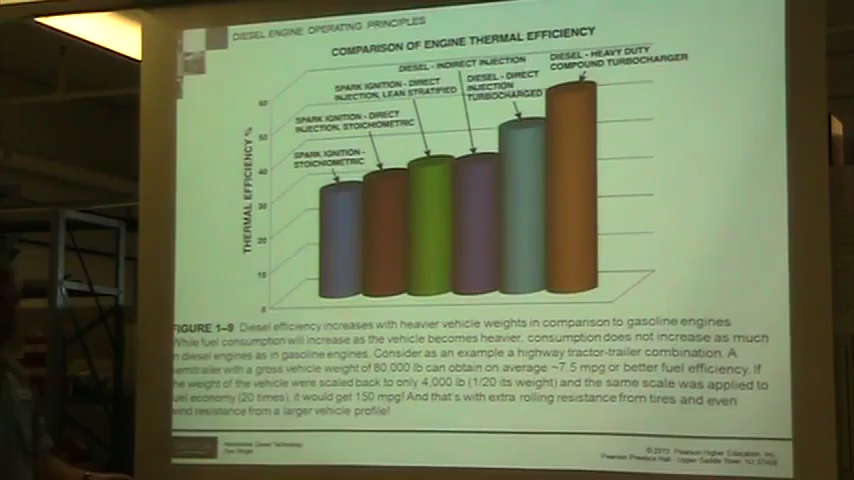 DIESEL ENGINE OPERATING PRINCIPLES
COMPARISON OF ENGINE THERMAL EFFICIENCY
DIESEL - HEAVY DUTY
COMPOUND TURBOCHARGER
DIESEL - INDIRECT INJECTION
DIESEL - DIRECT
INJECTION
TURBOCHARGED
SPARK IGNITION - DIRECT
INJECTION, LEAN STRATIFIED
SPARK IGNITION - DIRECT
INJECTION, STOICHIOMETRIC
SPARK IGNITION -
STOICHIOMETRIC
THERMAL EFFICIENCY %
60
50
40
30
20
10
0
FIGURE 1–9 Diesel efficiency increases with heavier vehicle weights in comparison to gasoline engines
While fuel consumption will increase as the vehicle becomes heavier, consumption does not increase as much
n diesel engines as in gasoline engines. Consider as an example a highway tractor-trailer combination. A
emitrailer with a gross vehicle weight of 80,000 lb can obtain on average ~7.5 mpg or better fuel efficiency. If
he weight of the vehicle were scaled back to only 4,000 lb (1/20 its weight) and the same scale was applied to
uel economy (20 times), it would get 150 mpg! And that's with extra rolling resistance from tires and even
wind resistance from a larger vehicle profile!
Automotive Diesel Technology
© 2013 Pearson Higher Education, Inc.
Pearson Prentice Hall - Upper Saddle River, NJ 07458